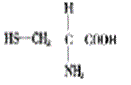 H
HS—CH₂ C COOH
NH₂